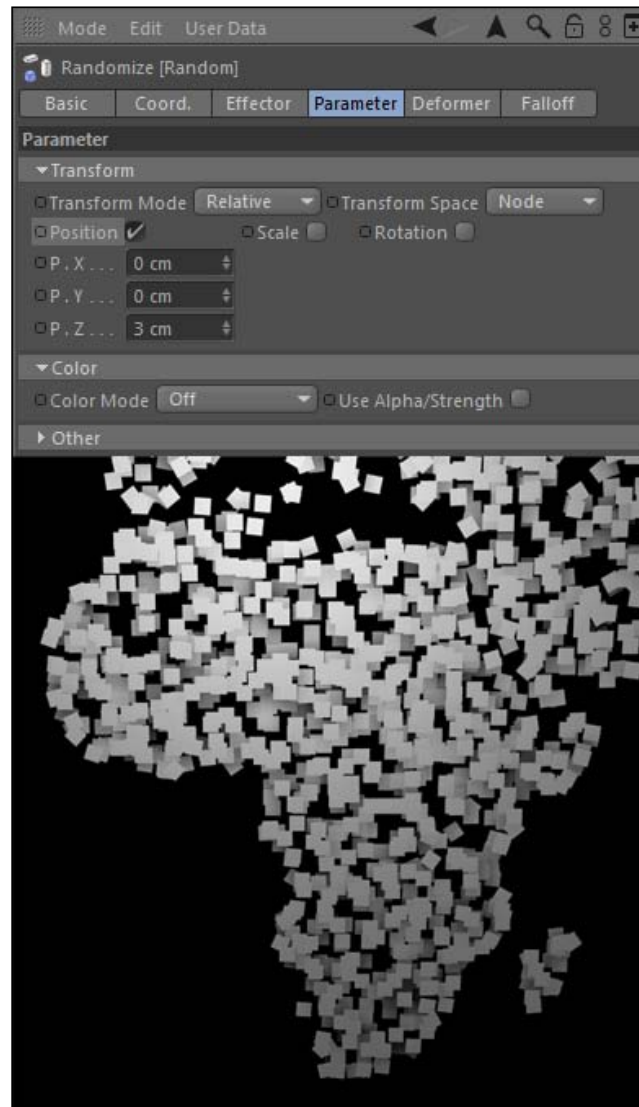 Mode Edit User Data
Randomize [Random]
Basic Coord. Effector Parameter Deformer Falloff
Parameter
Transform
Transform Mode Relative Transform Space Node
Position Scale Rotation
P . X . . . 0 cm
P . Y . . . 0 cm
P . Z . . . 3 cm
Color
Color Mode Off Use Alpha/Strength
Other